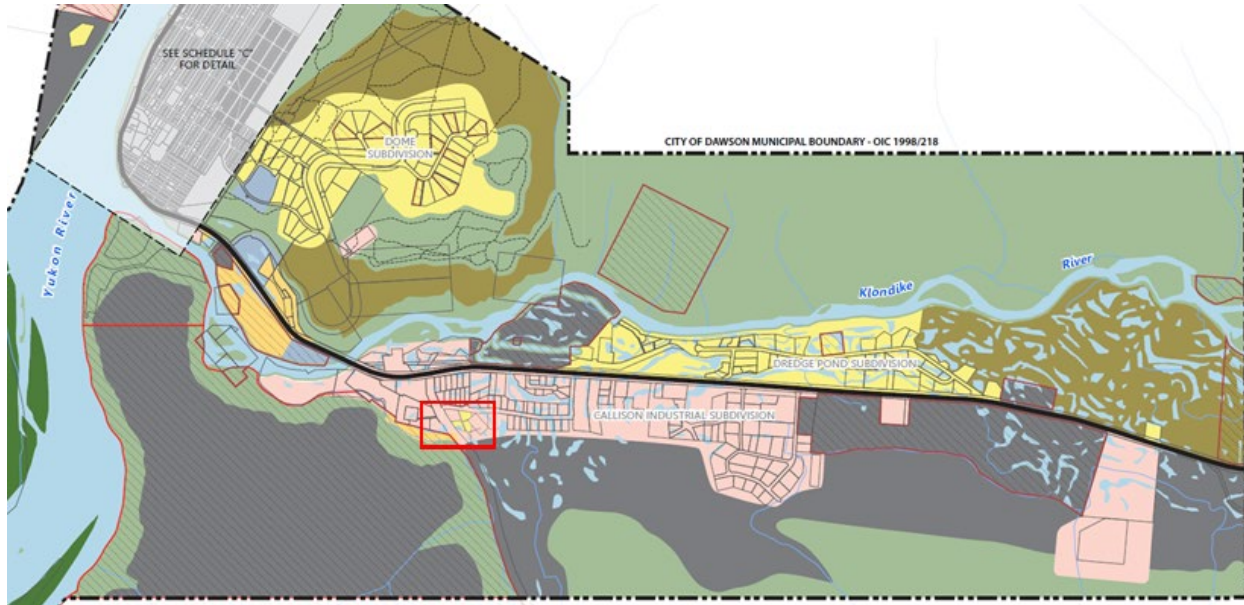 SEE SCHEDULE "C"
FOR DETAIL
DOME
SUBDIVISION
CITY OF DAWSON MUNICIPAL BOUNDARY - OIC 1998/218
Yukon River
Klondike
River
DREDGE POND SUBDIVISION
CALLISON INDUSTRIAL SUBDIVISION